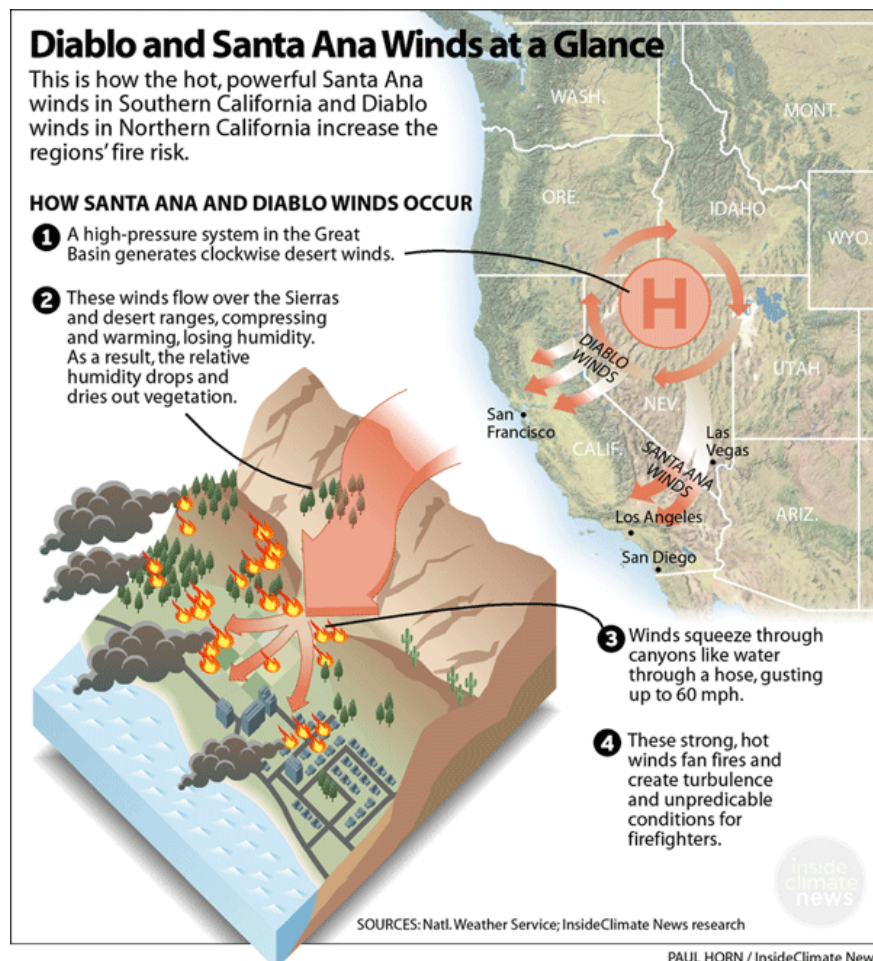 Diablo and Santa Ana Winds at a Glance
This is how the hot, powerful Santa Ana
winds in Southern California and Diablo
winds in Northern California increase the
regions' fire risk.
HOW SANTA ANA AND DIABLO WINDS OCCUR
1 A high-pressure system in the Great
Basin generates clockwise desert winds.
2 These winds flow over the Sierras
and desert ranges, compressing
and warming, losing humidity.
As a result, the relative
humidity drops and
dries out vegetation.
WASH.
MONT.
ORE.
IDAHO
WYO.
H
DIABLO
WINDS
UTAH
NEV.
San
Francisco
CALIF.
Las
Vegas
SANTA ANA
WINDS
ARIZ.
Los Angeles
San Diego
3 Winds squeeze through
canyons like water
through a hose, gusting
up to 60 mph.
4 These strong, hot
winds fan fires and
create turbulence
and unpredicable
conditions for
firefighters.
inside
climate
news
SOURCES: Natl. Weather Service; InsideClimate News research
PAUL HORN / InsideClimate New